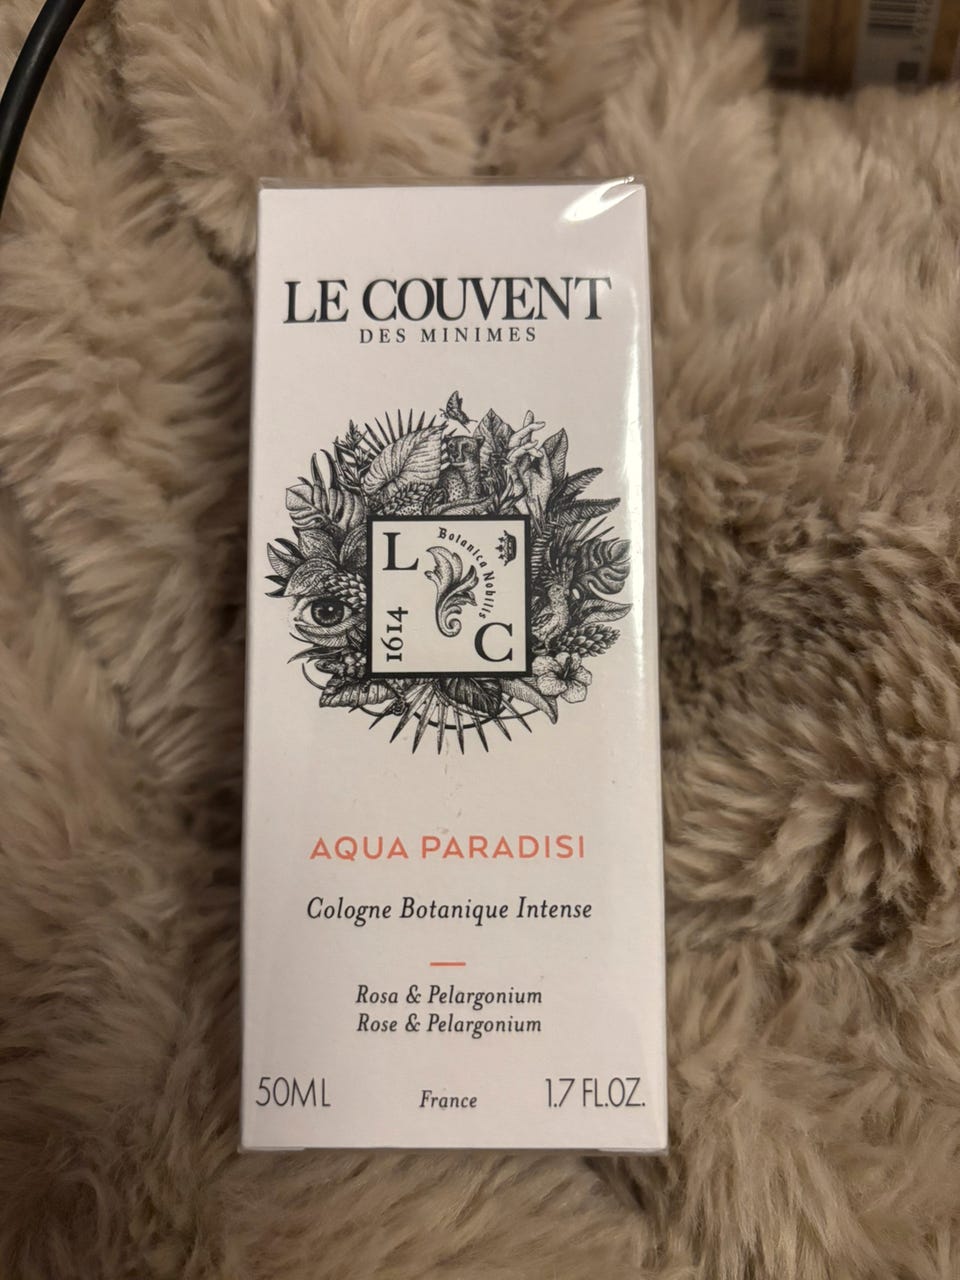 LE COUVENT
DES MINIMES
L
Botanica Nobilis
1614
C
AQUA PARADISI
Cologne Botanique Intense
Rosa & Pelargonium
Rose & Pelargonium
50ML
France
1.7 FL.OZ.